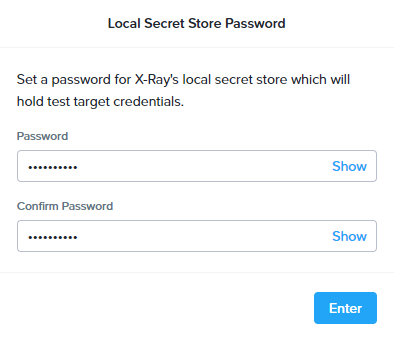 Local Secret Store Password
Set a password for X-Ray's local secret store which will
hold test target credentials.
Password
•••••••••• Show
Confirm Password
•••••••••• Show
Enter